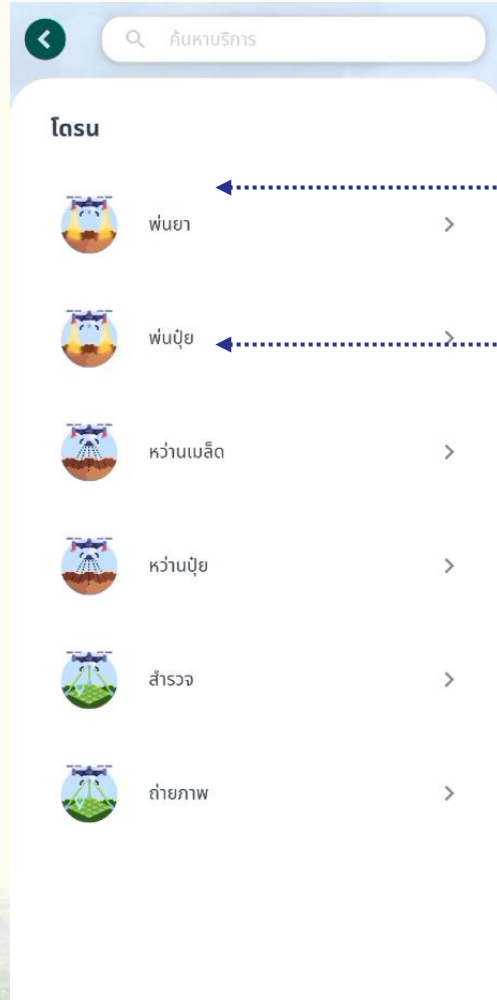 ค้นหาบริการ
โดรน
พ่นยา
พ่นปุ๋ย
หว่านเมล็ด
หว่านปุ๋ย
สำรวจ
ถ่ายภาพ